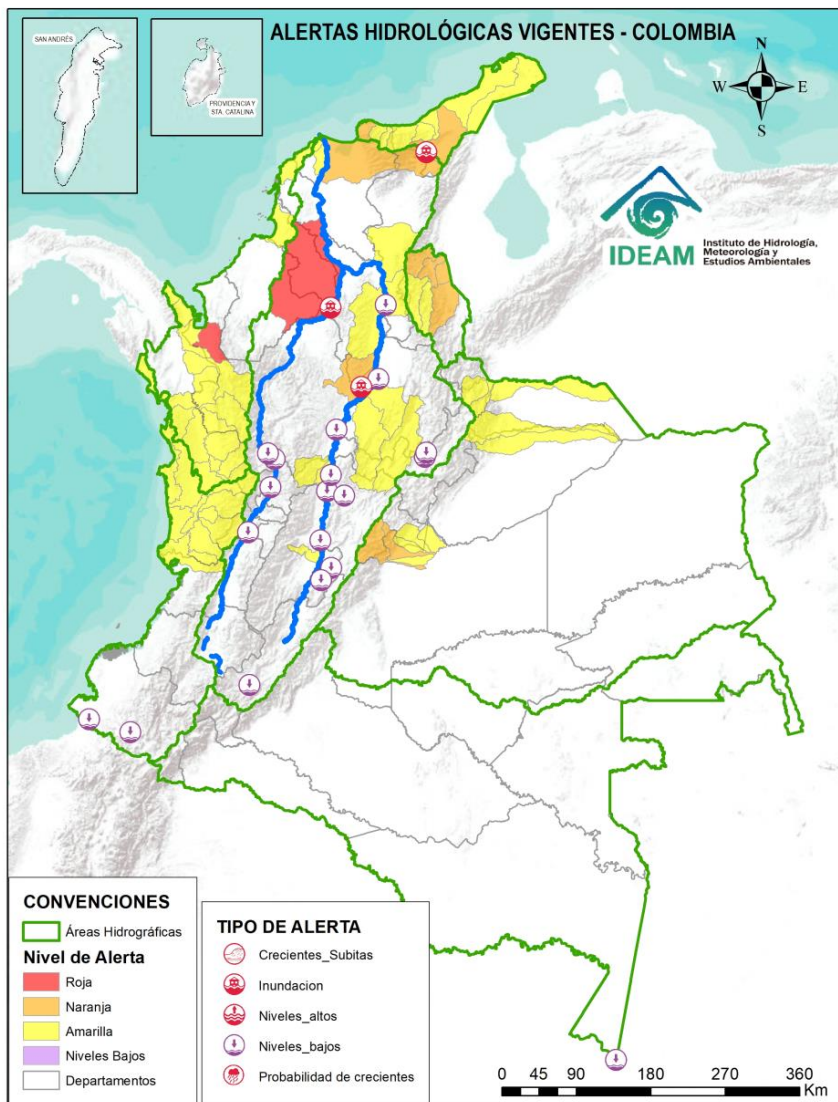 ALERTAS HIDROLÓGICAS VIGENTES - COLOMBIA
SAN ANDRÉS
PROVIDENCIA Y
STA. CATALINA
N
W E
S
IDEAM
Instituto de Hidrología,
Meteorología y
Estudios Ambientales
CONVENCIONES
Áreas Hidrográficas
Nivel de Alerta
Roja
Naranja
Amarilla
Niveles Bajos
Departamentos
TIPO DE ALERTA
Crecientes_Subitas
Inundacion
Niveles_altos
Niveles_bajos
Probabilidad de crecientes
0 45 90 180 270 360
Km